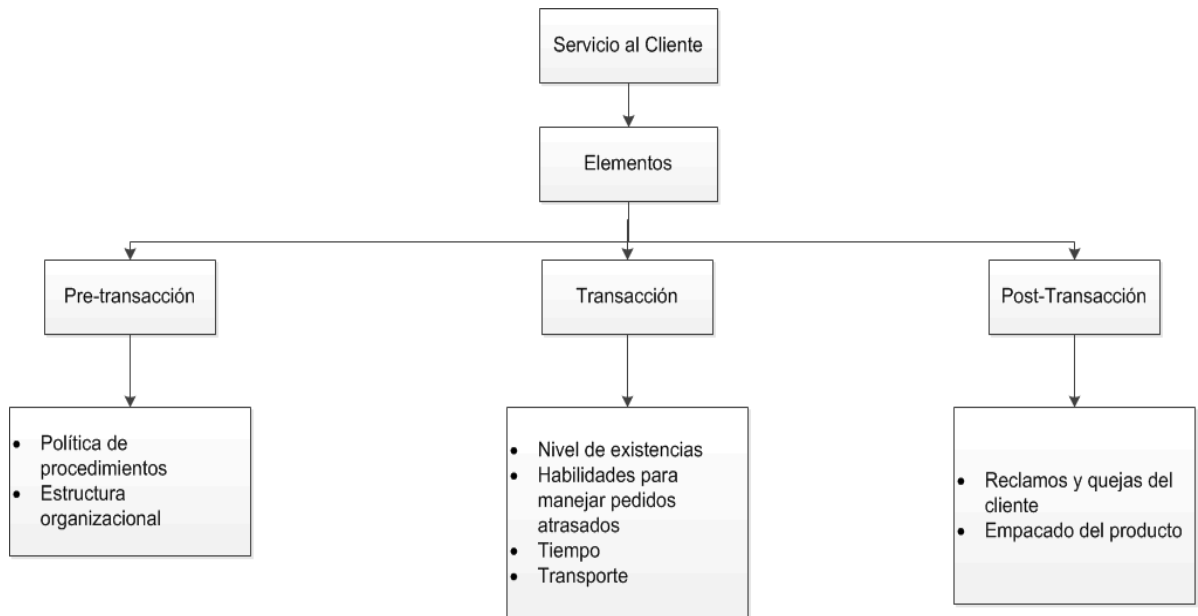 Servicio al Cliente
Elementos
Pre-transacción
Transacción
Post-Transacción
• Política de
procedimientos
• Estructura
organizacional
• Nivel de existencias
• Habilidades para
manejar pedidos
atrasados
• Tiempo
• Transporte
• Reclamos y quejas del
cliente
• Empacado del producto